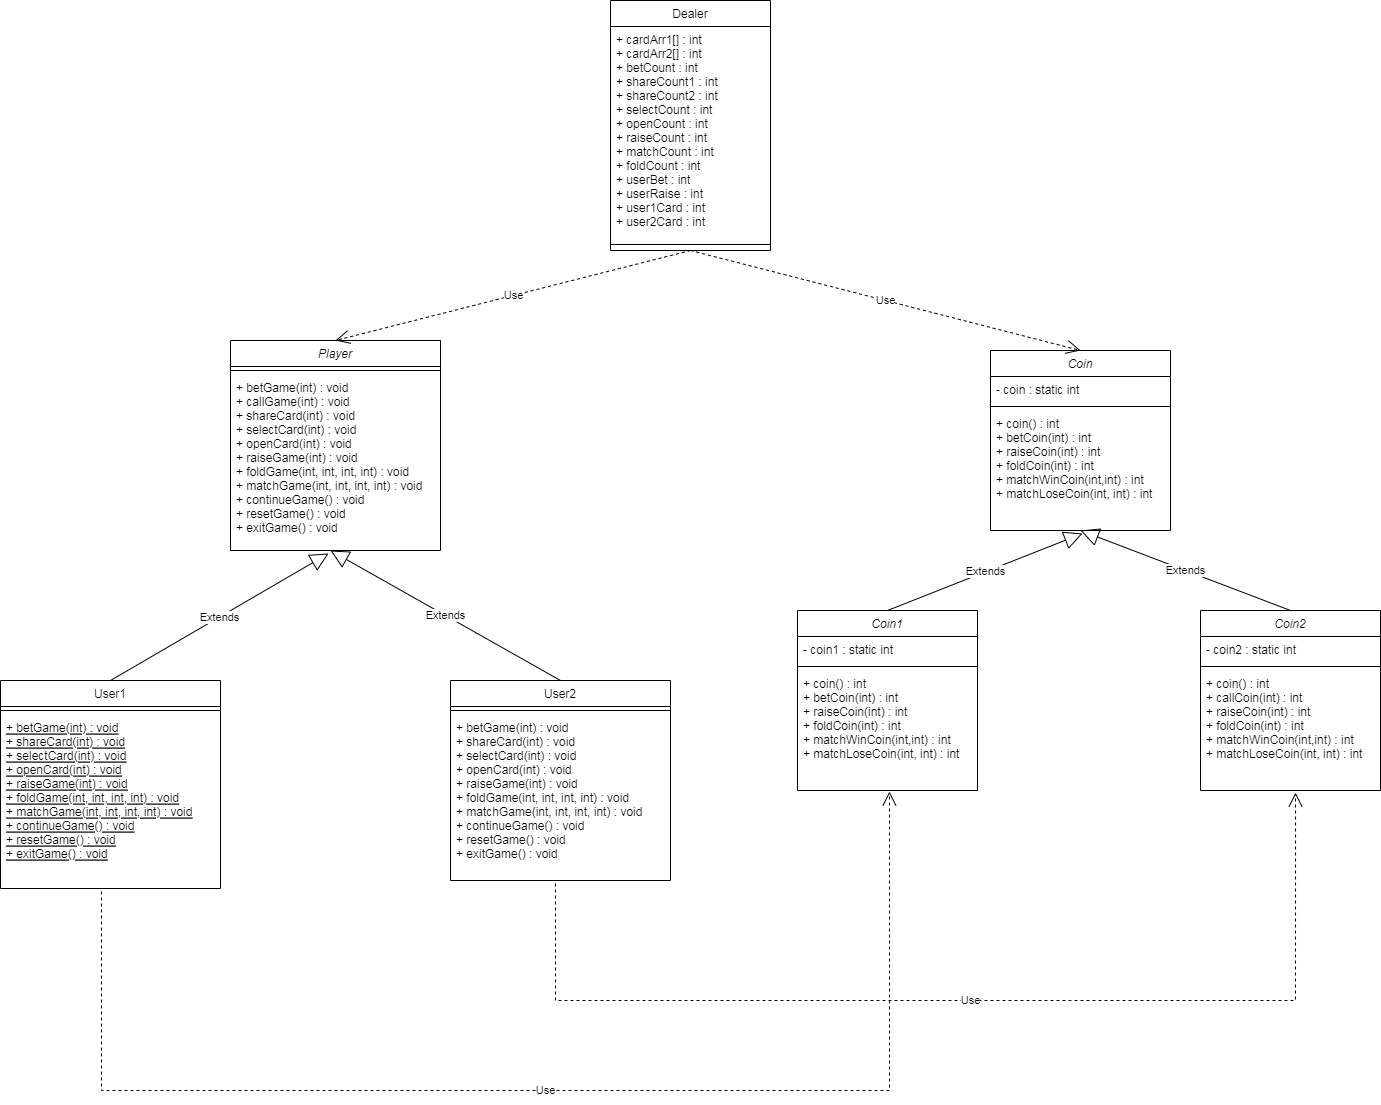 Dealer
+ cardArr1[] : int
+ cardArr2[] : int
+ betCount : int
+ shareCount1 : int
+ shareCount2 : int
+ selectCount : int
+ openCount : int
+ raiseCount : int
+ matchCount : int
+ foldCount : int
+ userBet : int
+ userRaise : int
+ user1Card : int
+ user2Card : int
Use
Use
Player
+ betGame(int) : void
+ callGame(int) : void
+ shareCard(int) : void
+ selectCard(int) : void
+ openCard(int) : void
+ raiseGame(int) : void
+ foldGame(int, int, int, int) : void
+ matchGame(int, int, int, int) : void
+ continueGame() : void
+ resetGame() : void
+ exitGame() : void
Coin
- coin : static int
+ coin() : int
+ betCoin(int) : int
+ raiseCoin(int) : int
+ foldCoin(int) : int
+ matchWinCoin(int,int) : int
+ matchLoseCoin(int, int) : int
Extends
Extends
Extends
Extends
User1
+ betGame(int) : void
+ shareCard(int) : void
+ selectCard(int) : void
+ openCard(int) : void
+ raiseGame(int) : void
+ foldGame(int, int, int, int) : void
+ matchGame(int, int, int, int) : void
+ continueGame() : void
+ resetGame() : void
+ exitGame() : void
User2
+ betGame(int) : void
+ shareCard(int) : void
+ selectCard(int) : void
+ openCard(int) : void
+ raiseGame(int) : void
+ foldGame(int, int, int, int) : void
+ matchGame(int, int, int, int) : void
+ continueGame() : void
+ resetGame() : void
+ exitGame() : void
Coin1
- coin1 : static int
+ coin() : int
+ betCoin(int) : int
+ raiseCoin(int) : int
+ foldCoin(int) : int
+ matchWinCoin(int,int) : int
+ matchLoseCoin(int, int) : int
Coin2
- coin2 : static int
+ coin() : int
+ callCoin(int) : int
+ raiseCoin(int) : int
+ foldCoin(int) : int
+ matchWinCoin(int,int) : int
+ matchLoseCoin(int, int) : int
Use
Use